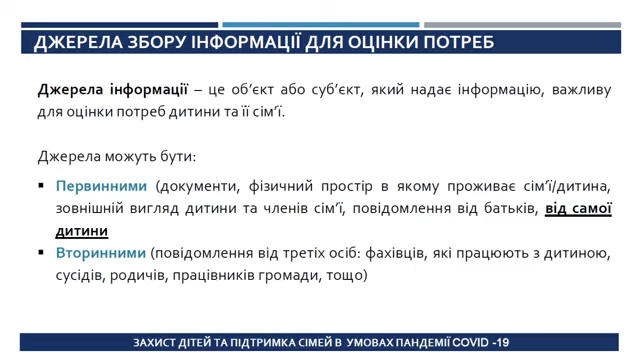 ДЖЕРЕЛА ЗБОРУ ІНФОРМАЦІЇ ДЛЯ ОЦІНКИ ПОТРЕБ
Джерела інформації – це об’єкт або суб’єкт, який надає інформацію, важливу
для оцінки потреб дитини та її сім’ї.
Джерела можуть бути:
▪ Первинними (документи, фізичний простір в якому проживає сім’ї/дитина,
зовнішній вигляд дитини та членів сім’ї, повідомлення від батьків, від самої
дитини
▪ Вторинними (повідомлення від третіх осіб: фахівців, які працюють з дитиною,
сусідів, родичів, працівників громади, тощо)
ЗАХИСТ ДІТЕЙ ТА ПІДТРИМКА СІМЕЙ В УМОВАХ ПАНДЕМІЇ COVID -19